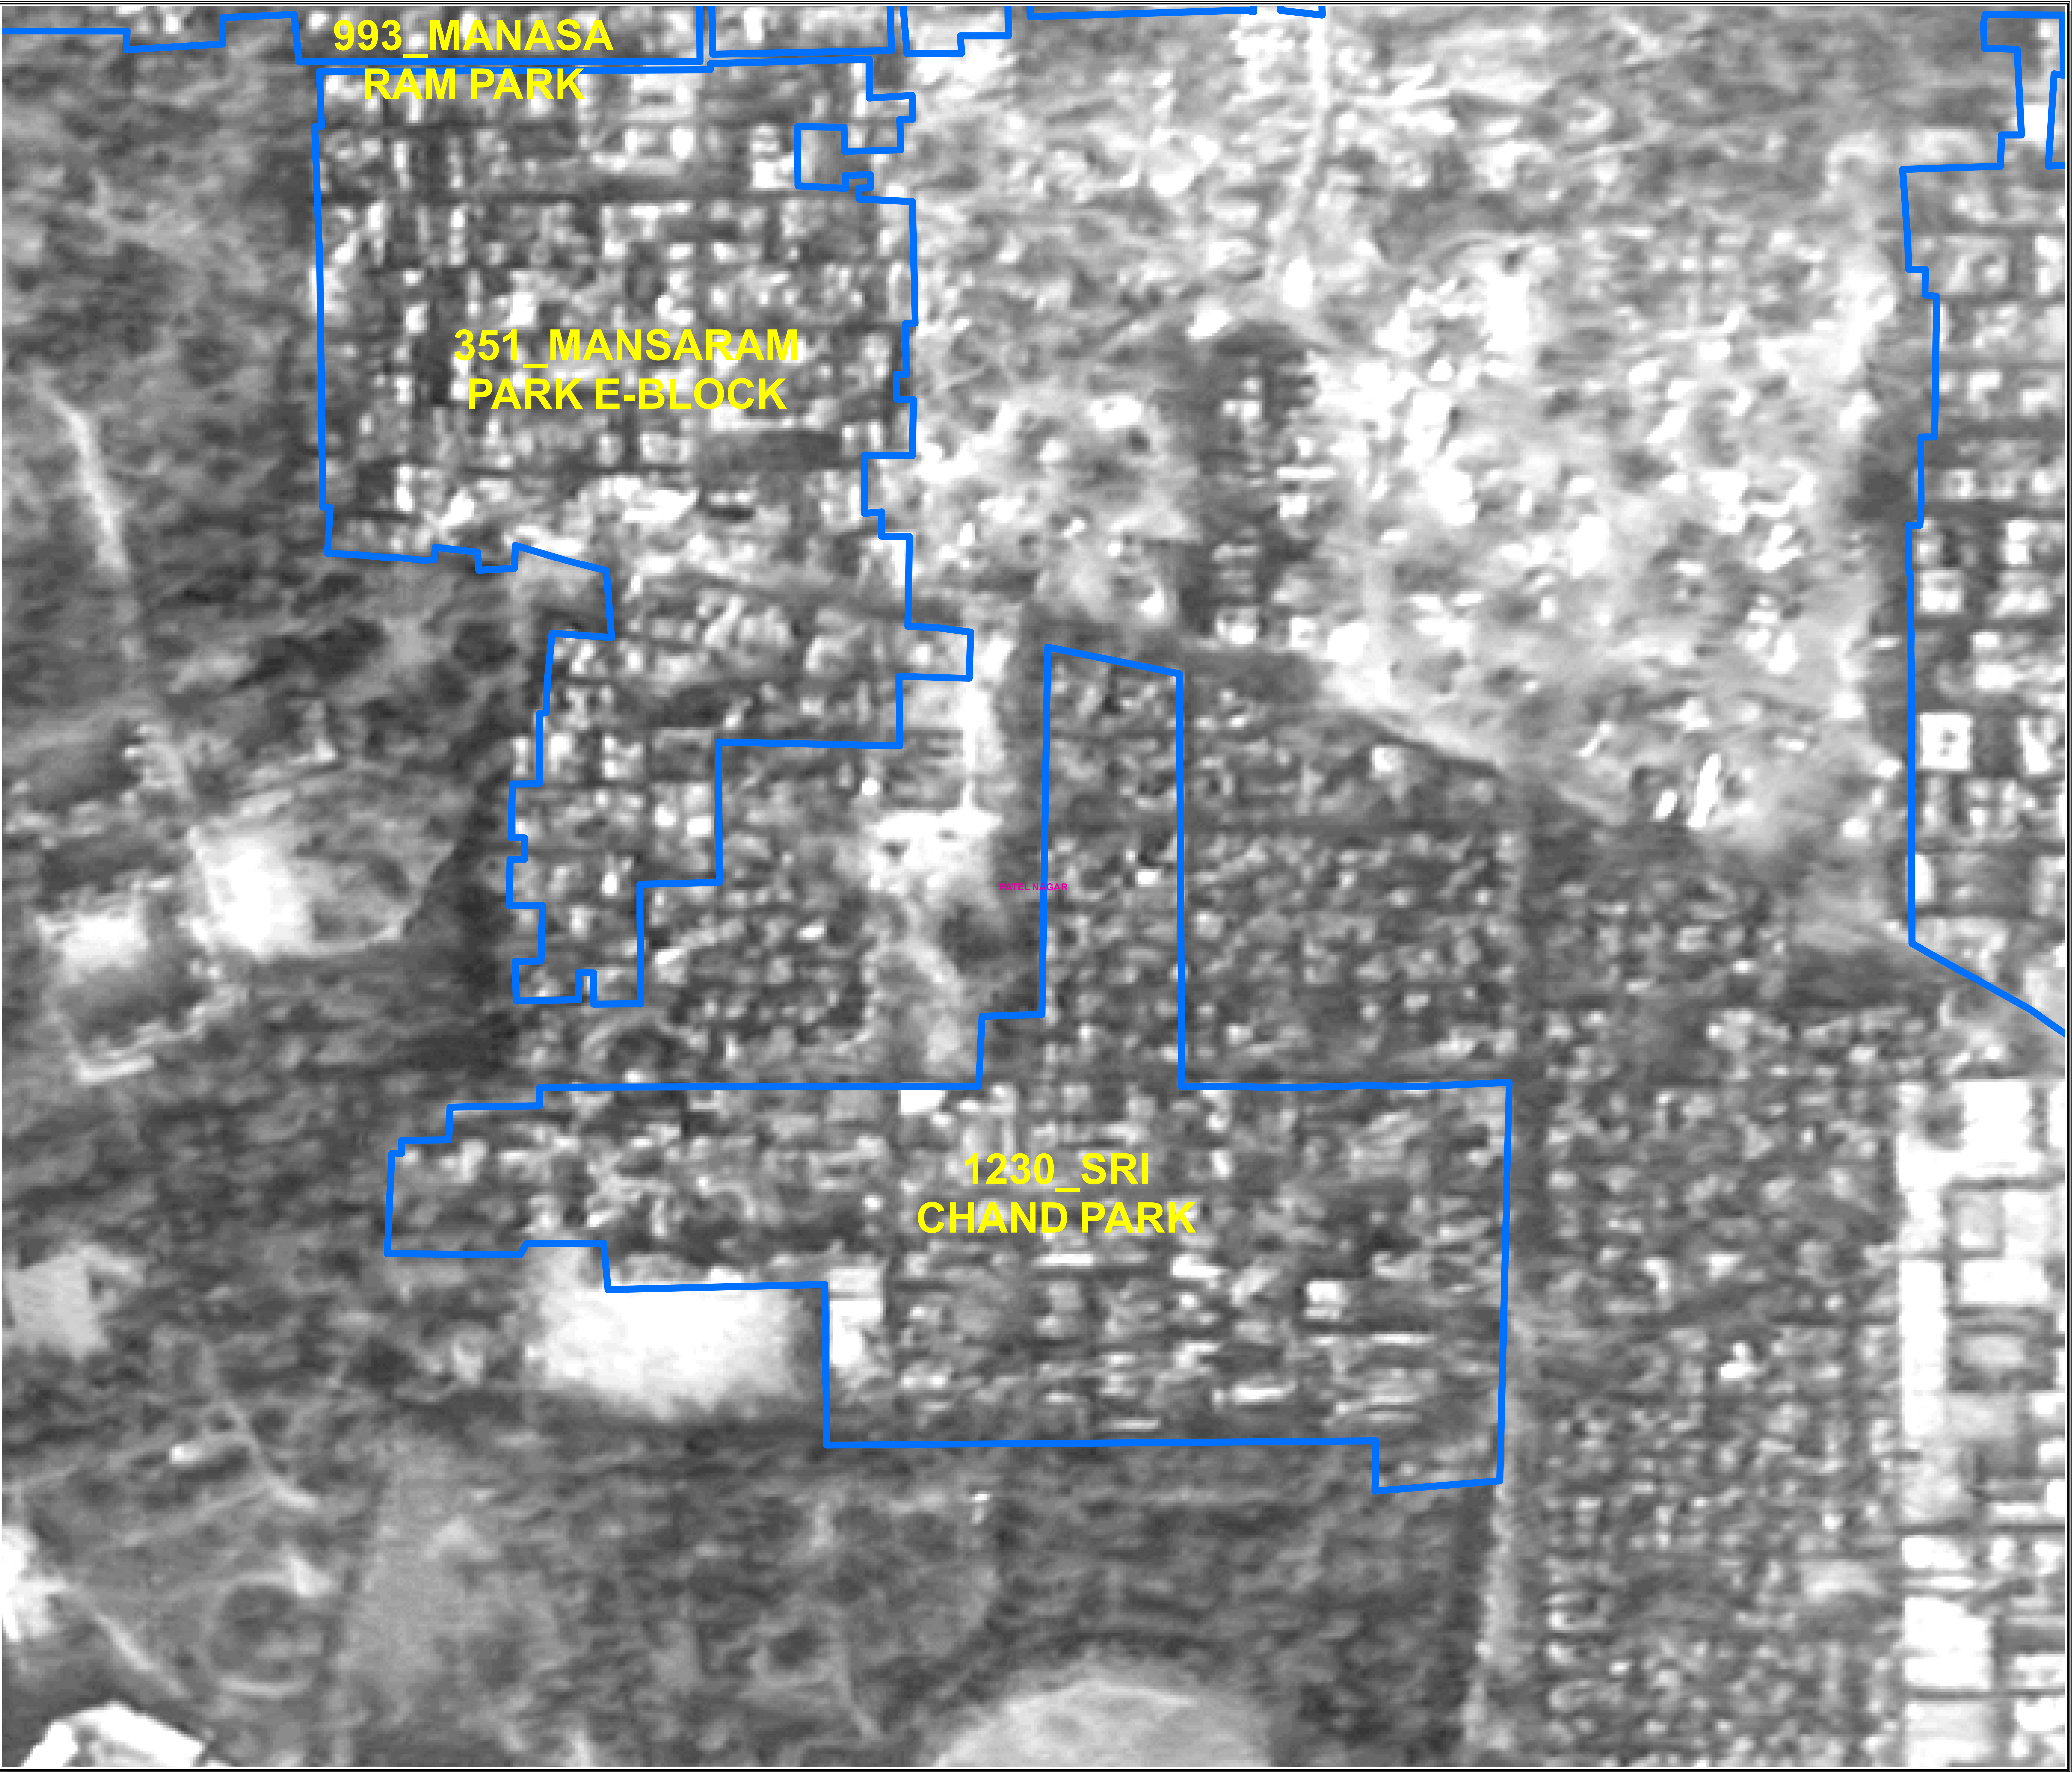 993_MANASA
RAM PARK
351_MANSARAM
PARK E-BLOCK
PATEL NAGAR
1230_SRI
CHAND PARK